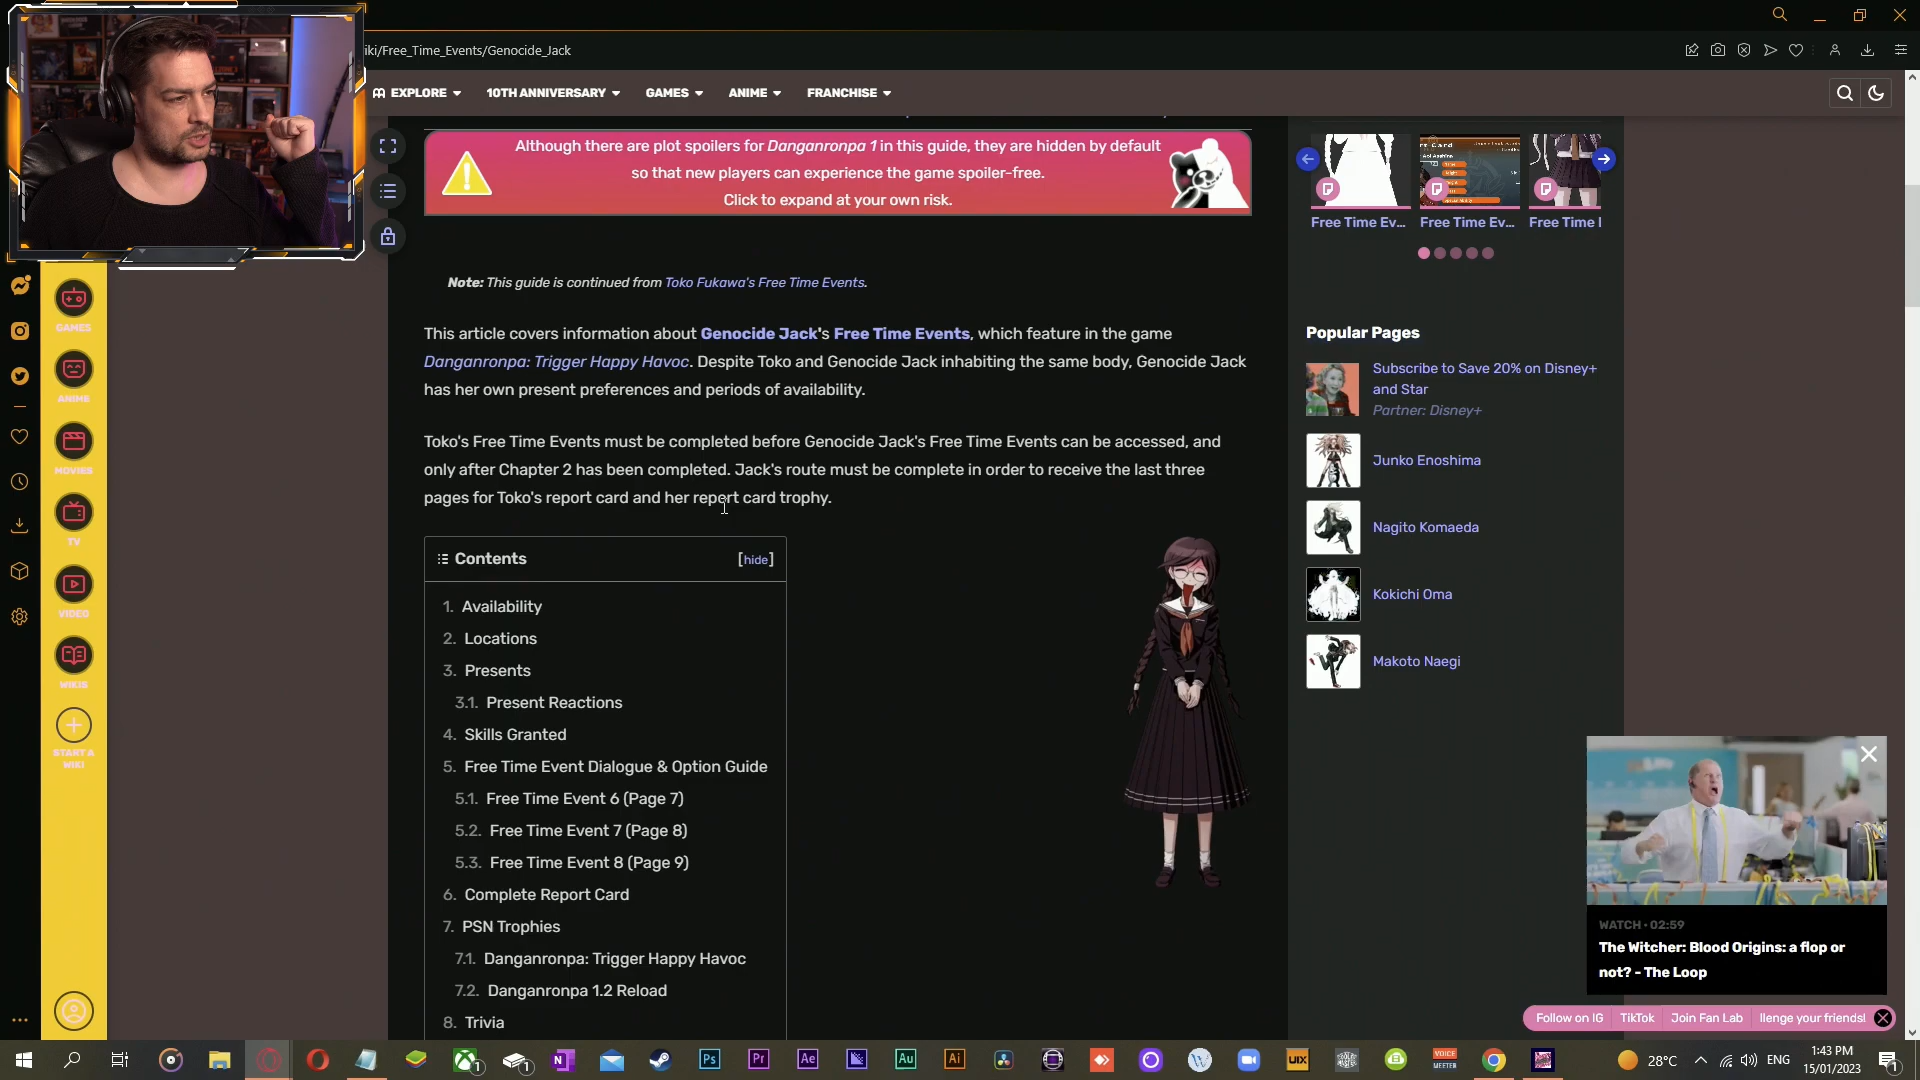 iki/Free_Time_Events/Genocide_Jack
EXPLORE
10TH ANNIVERSARY
GAMES
ANIME
FRANCHISE
Although there are plot spoilers for Danganronpa 1 in this guide, they are hidden by default
so that new players can experience the game spoiler-free.
Click to expand at your own risk.
Note: This guide is continued from Toko Fukawa's Free Time Events.
This article covers information about Genocide Jack's Free Time Events, which feature in the game
Danganronpa: Trigger Happy Havoc. Despite Toko and Genocide Jack inhabiting the same body, Genocide Jack
has her own present preferences and periods of availability.
Toko's Free Time Events must be completed before Genocide Jack's Free Time Events can be accessed, and
only after Chapter 2 has been completed. Jack's route must be complete in order to receive the last three
pages for Toko's report card and her report card trophy.
Contents [hide]
1. Availability
2. Locations
3. Presents
3.1. Present Reactions
4. Skills Granted
5. Free Time Event Dialogue & Option Guide
5.1. Free Time Event 6 (Page 7)
5.2. Free Time Event 7 (Page 8)
5.3. Free Time Event 8 (Page 9)
6. Complete Report Card
7. PSN Trophies
7.1. Danganronpa: Trigger Happy Havoc
7.2. Danganronpa 1.2 Reload
8. Trivia
GAMES
ANIME
MOVIES
TV
VIDEO
WIKIS
START A
WIKI
Free Time Ev...
Free Time Ev...
Free Time
Popular Pages
Subscribe to Save 20% on Disney+
and Star
Partner: Disney+
Junko Enoshima
Nagito Komaeda
Kokichi Oma
Makoto Naegi
WATCH • 02:59
The Witcher: Blood Origins: a flop or
not? - The Loop
Follow on IG
TikTok
Join Fan Lab
llenge your friends!
1
1
N
Ps
Pr
Ae
Au
Ai
W
UIX
VOICE
MEETER
28°C
ENG
1:43 PM
15/01/2023
1